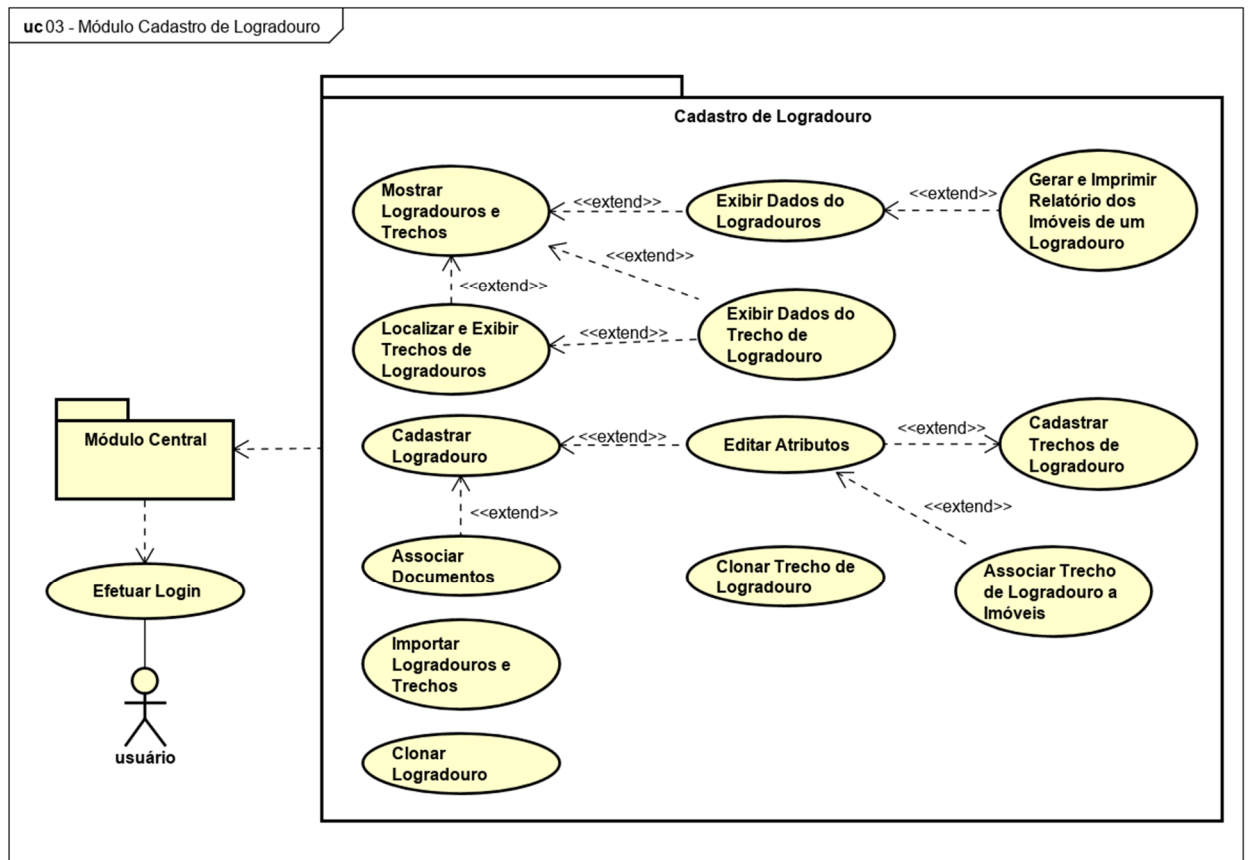 uc 03 - Módulo Cadastro de Logradouro
Cadastro de Logradouro
Mostrar
Logradouros e
Trechos
<<extend>>
Exibir Dados do
Logradouros
<<extend>>
Gerar e Imprimir
Relatório dos
Imóveis de um
Logradouro
<<extend>>
<<extend>>
Localizar e Exibir
Trechos de
Logradouros
<<extend>>
Exibir Dados do
Trecho de
Logradouro
Módulo Central
Cadastrar
Logradouro
<<extend>>
Editar Atributos
<<extend>>
Cadastrar
Trechos de
Logradouro
<<extend>>
<<extend>>
Associar
Documentos
Clonar Trecho de
Logradouro
Associar Trecho
de Logradouro a
Imóveis
Efetuar Login
Importar
Logradouros e
Trechos
usuário
Clonar
Logradouro